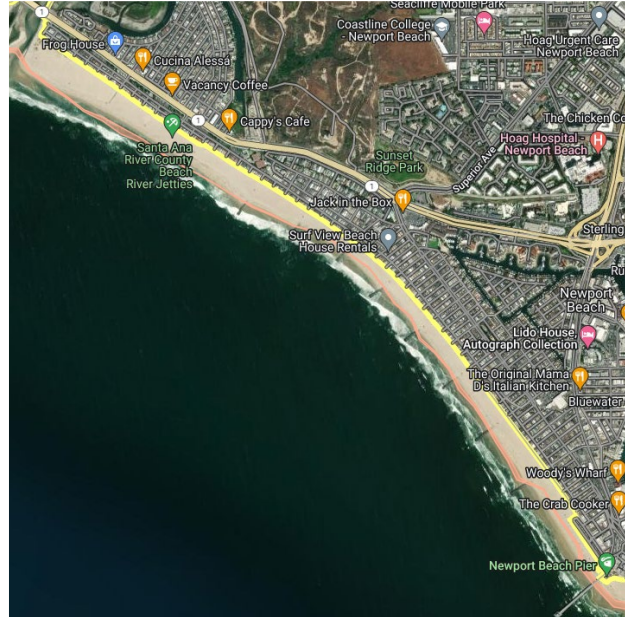 Seacliffe Mobile Park
1
Coastline College
- Newport Beach
Hoag Urgent Care
Newport Beach
Frog House
Cucina Alessá
Vacancy Coffee
The Chicken Co
1
Cappy's Cafe
Hoag Hospital -
Newport Beach
Santa Ana
River County
Beach
River Jetties
Sunset
Ridge Park
Superior Ave
1
Jack in the Box
Surf View Beach
House Rentals
Sterling
Ru
Newport
Beach
Lido House,
Autograph Collection
The Original Mama
D's Italian Kitchen
Bluewater
Woody's Wharf
The Crab Cooker
Newport Beach Pier